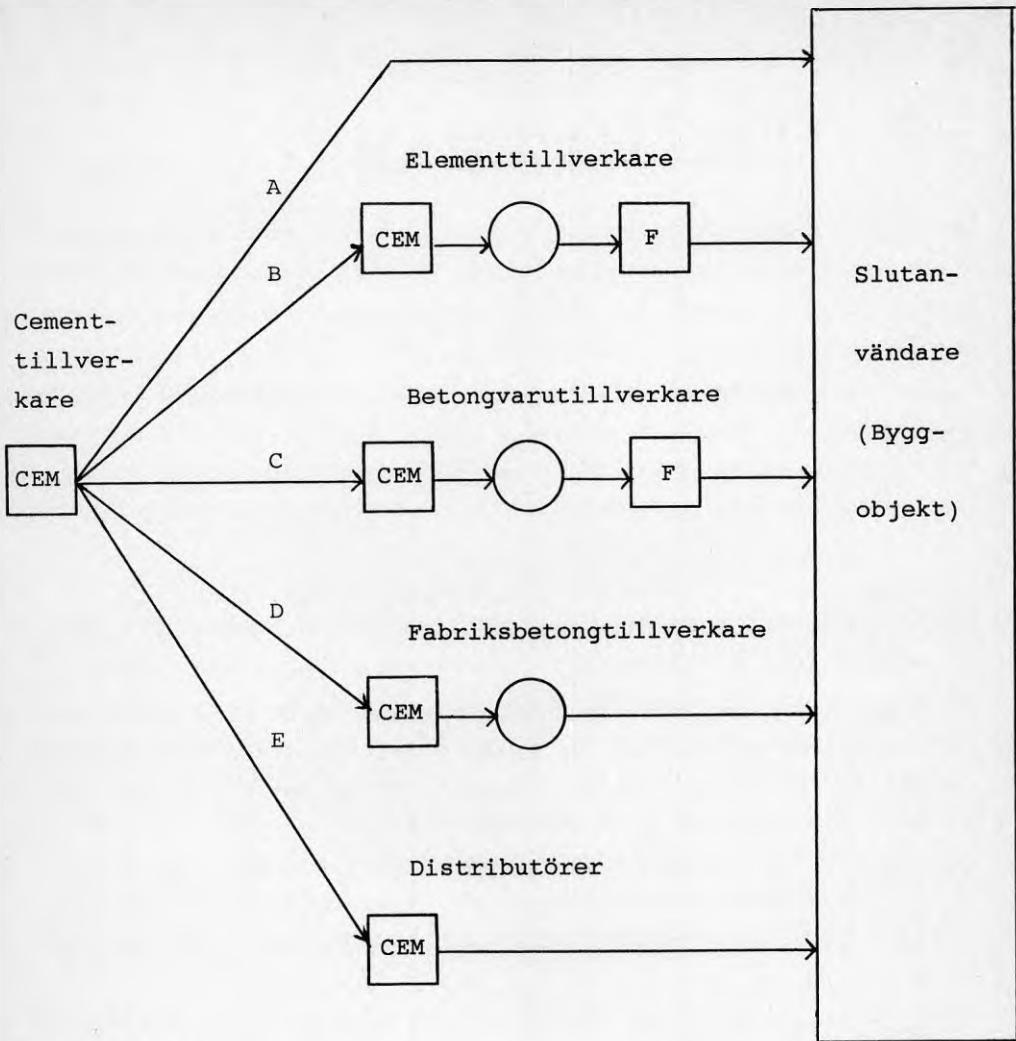 A
Elementtillverkare
CEM
F
B
Cement-
tillver-
kare
CEM
Betongvarutillverkare
C
CEM
F
D
Fabriksbetongtillverkare
CEM
E
Distributörer
CEM
Slutan-
vändare
(Bygg-
objekt)